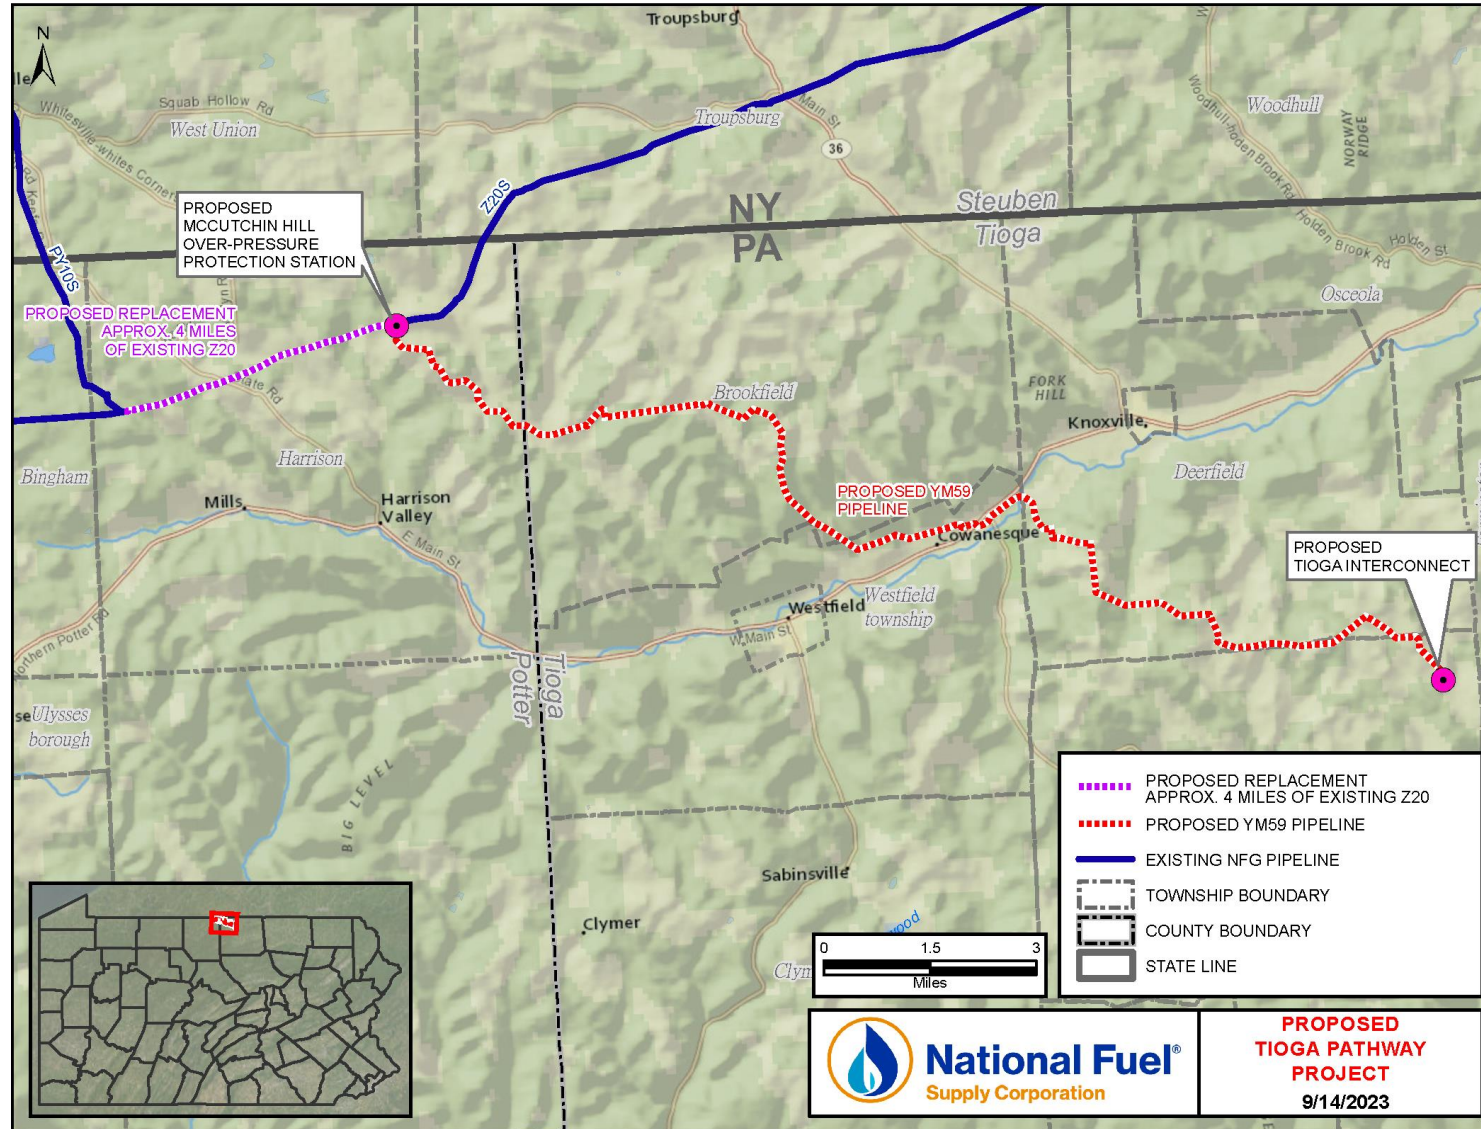 N
Troupsburg
Squab Hollow Rd
West Union
Whitesville-whites Corner
Troupsburg
Main St
36
Woodhull
NORWAY
RIDGE
Woodhull-hoden Brook Rd
Holden Brook Rd
Holden St
Z20S
PY10S
NY
PA
Steuben
Tioga
Osceola
PROPOSED
MCCUTCHIN HILL
OVER-PRESSURE
PROTECTION STATION
PROPOSED REPLACEMENT
APPROX. 4 MILES
OF EXISTING Z20
Brookfield
FORK
HILL
Knoxville
Bingham
Harrison
Deerfield
Mills
Harrison
Valley
E Main St
PROPOSED YM59
PIPELINE
Cowanesque
PROPOSED
TIOGA INTERCONNECT
Westfield
Westfield
township
W Main St
Northern Potter Rd
Potter
Tioga
Ulysses
borough
BIG LEVEL
Sabinsville
Clymer
Clym
PROPOSED REPLACEMENT
APPROX. 4 MILES OF EXISTING Z20
PROPOSED YM59 PIPELINE
EXISTING NFG PIPELINE
TOWNSHIP BOUNDARY
COUNTY BOUNDARY
STATE LINE
0 1.5 3
Miles
National Fuel®
Supply Corporation
PROPOSED
TIOGA PATHWAY
PROJECT
9/14/2023